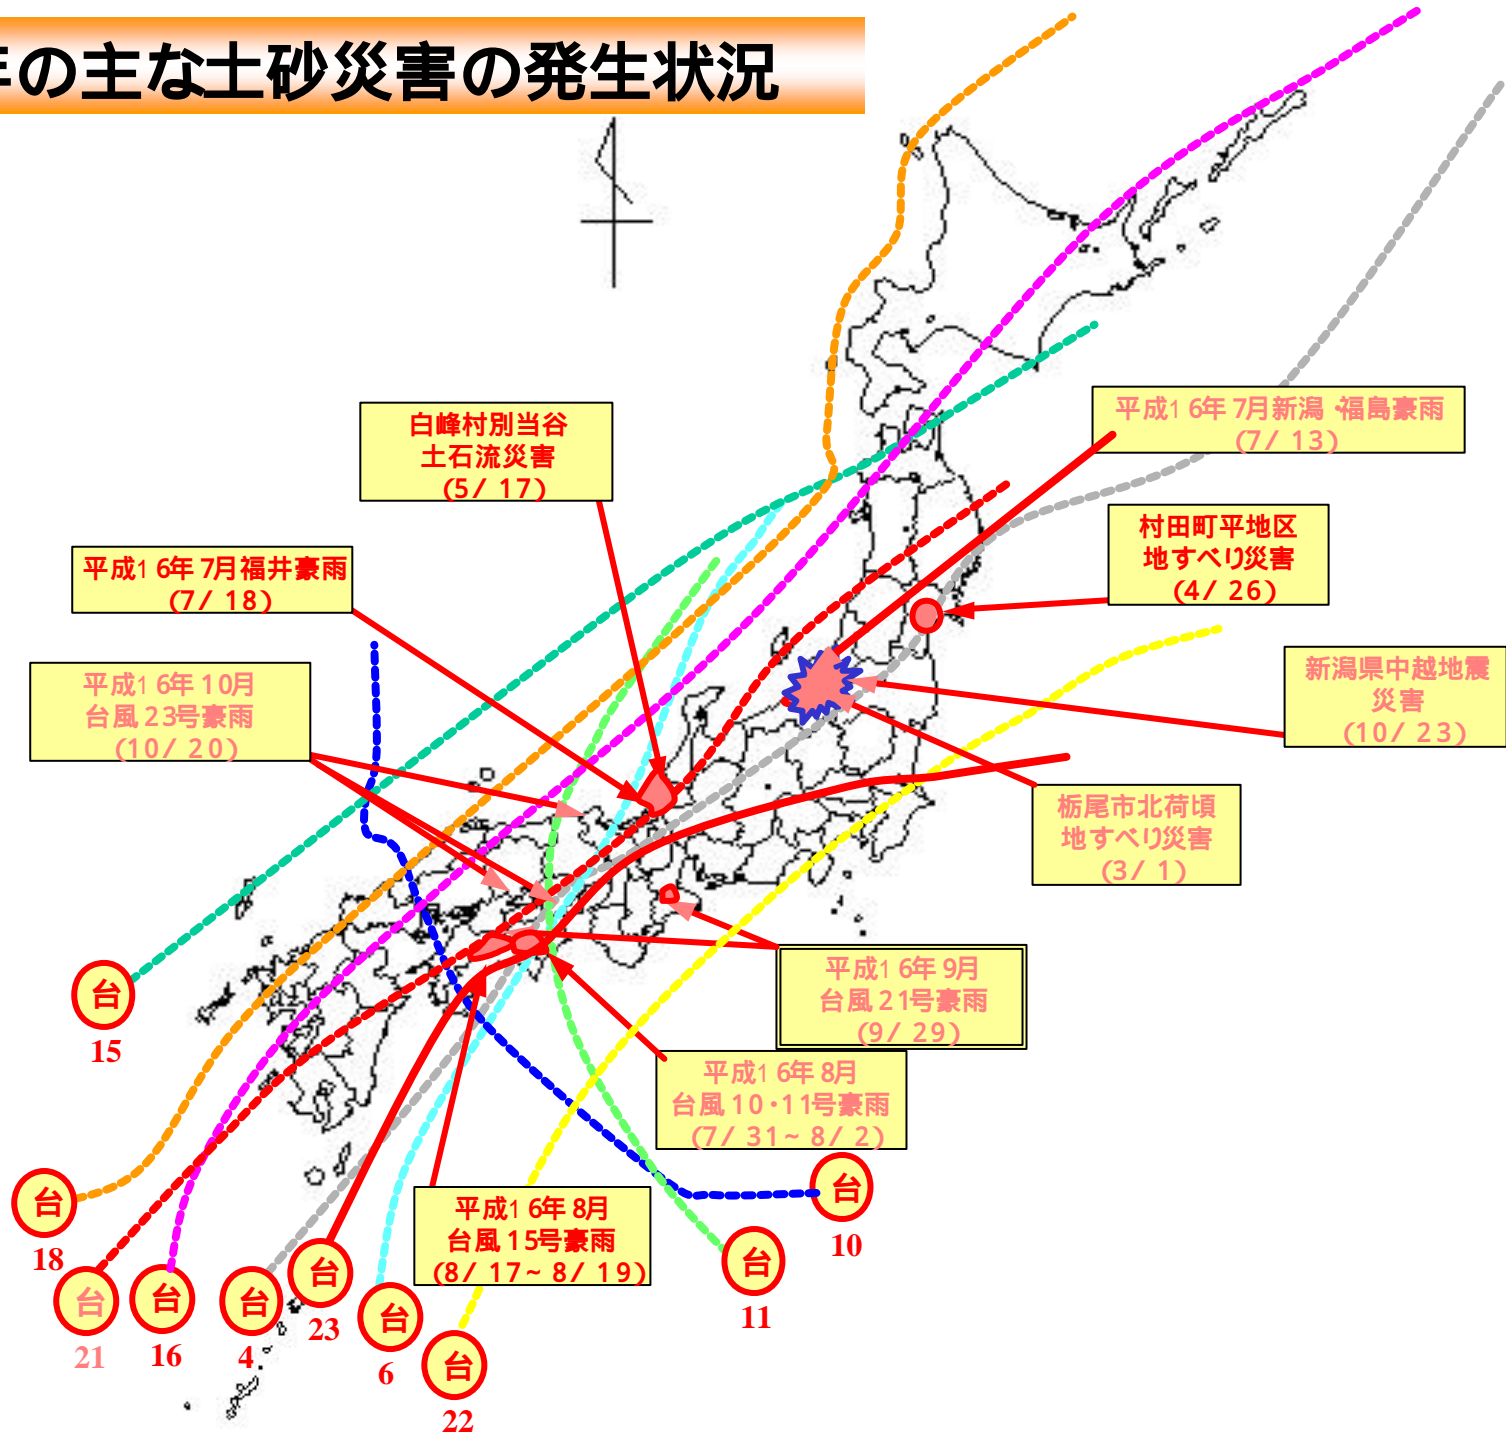 年の主な土砂災害の発生状況
白峰村別当谷
土石流災害
(5/17)
平成16年7月新潟・福島豪雨
(7/13)
平成16年7月福井豪雨
(7/18)
村田町平地区
地すべり災害
(4/26)
平成16年10月
台風23号豪雨
(10/20)
新潟県中越地震
災害
(10/23)
栃尾市北荷頃
地すべり災害
(3/1)
平成16年9月
台風21号豪雨
(9/29)
平成16年8月
台風10・11号豪雨
(7/31~8/2)
平成16年8月
台風15号豪雨
(8/17~8/19)
台
15
台
18
台
21
台
16
台
4
台
23
台
6
台
22
台
11
台
10